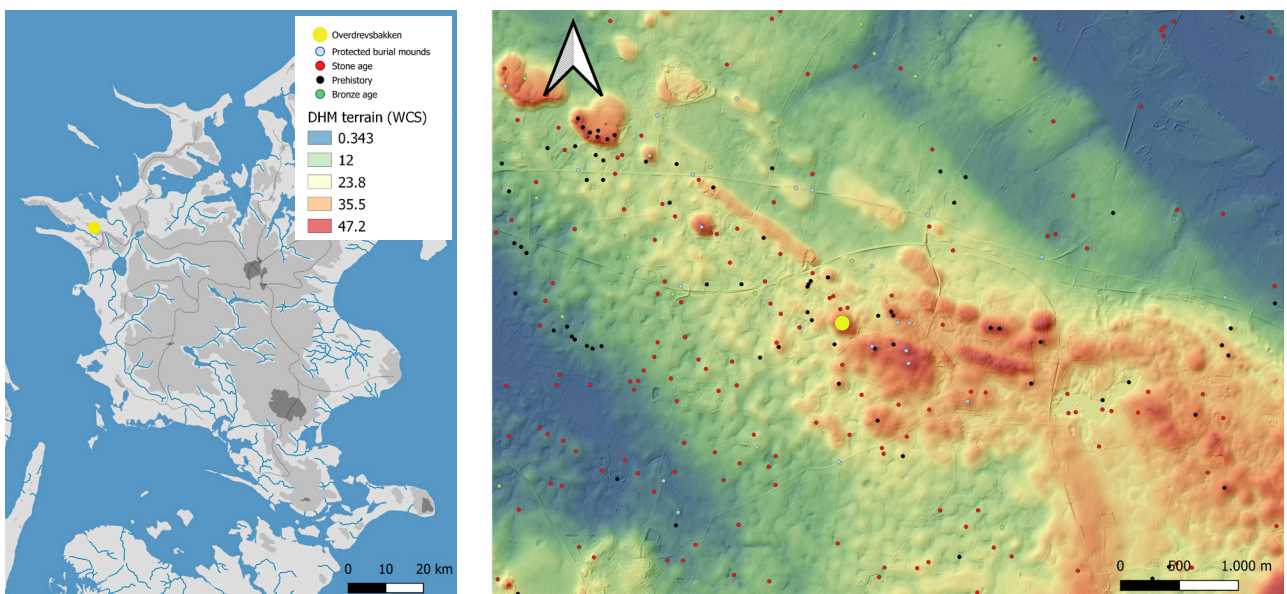 Overdrevsbakken
Protected burial mounds
Stone age
Prehistory
Bronze age
DHM terrain (WCS)
0.343
12
23.8
35.5
47.2
0 10 20 km
0 500 1.000 m